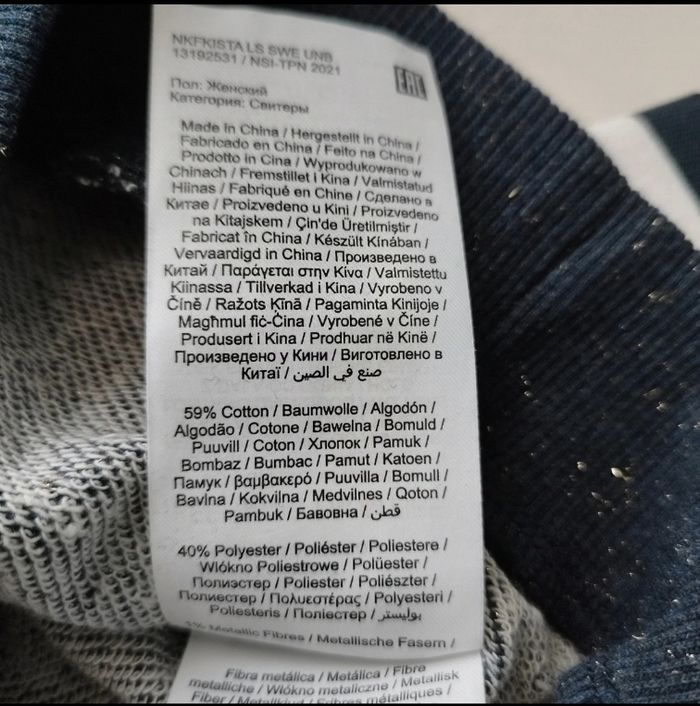 NKFKISTA LS SWE UNB
13192531 / NSI-TPN 2021
EAC
Пол: Женский
Категория: Свитеры
Made in China / Hergestellt in China /
Fabricado en China / Feito na China /
Prodotto in Cina / Wyprodukowano w
Chinach / Fremstillet i Kina / Valmistatud
Hiinas / Fabriqué en Chine / Сделано в
Китае / Proizvedeno u Kini / Proizvedeno
na Kitajskem / Çin'de Üretilmiştir /
Fabricat în China / Készült Kínában /
Vervaardigd in China / Произведено в
Китай / Παράγεται στην Κίνα / Valmistettu
Kiinassa / Tillverkad i Kina / Vyrobeno v
Číně / Ražots Ķīnā / Pagaminta Kinijoje /
Magħmul fiċ-Ċina / Vyrobené v Číne /
Produsert i Kina / Prodhuar në Kinë /
Произведено у Кини / Виготовлено в
Китаї / صنع في الصين
59% Cotton / Baumwolle / Algodón /
Algodão / Cotone / Bawełna / Bomuld /
Puuvill / Coton / Хлопок / Pamuk /
Bombaz / Bumbac / Pamut / Katoen /
Памук / βαμβακερό / Puuvilla / Bomull /
Bavlna / Kokvilna / Medvilnes / Qoton /
Pambuk / Бавовна / قطن
40% Polyester / Poliéster / Poliestere /
Włókno Poliestrowe / Polüester /
Полиэстер / Poliester / Poliészter /
Полиестер / Πολυεστέρας / Polyesteri /
Poliesteris / Поліестер / بوليستر
1% Metallic Fibres / Metallische Fasern /
Fibra metálica / Metálica / Fibre
metalliche / Włókno metaliczne / Metallisk
Fiber / Metallkiud / Fibres métalliques /